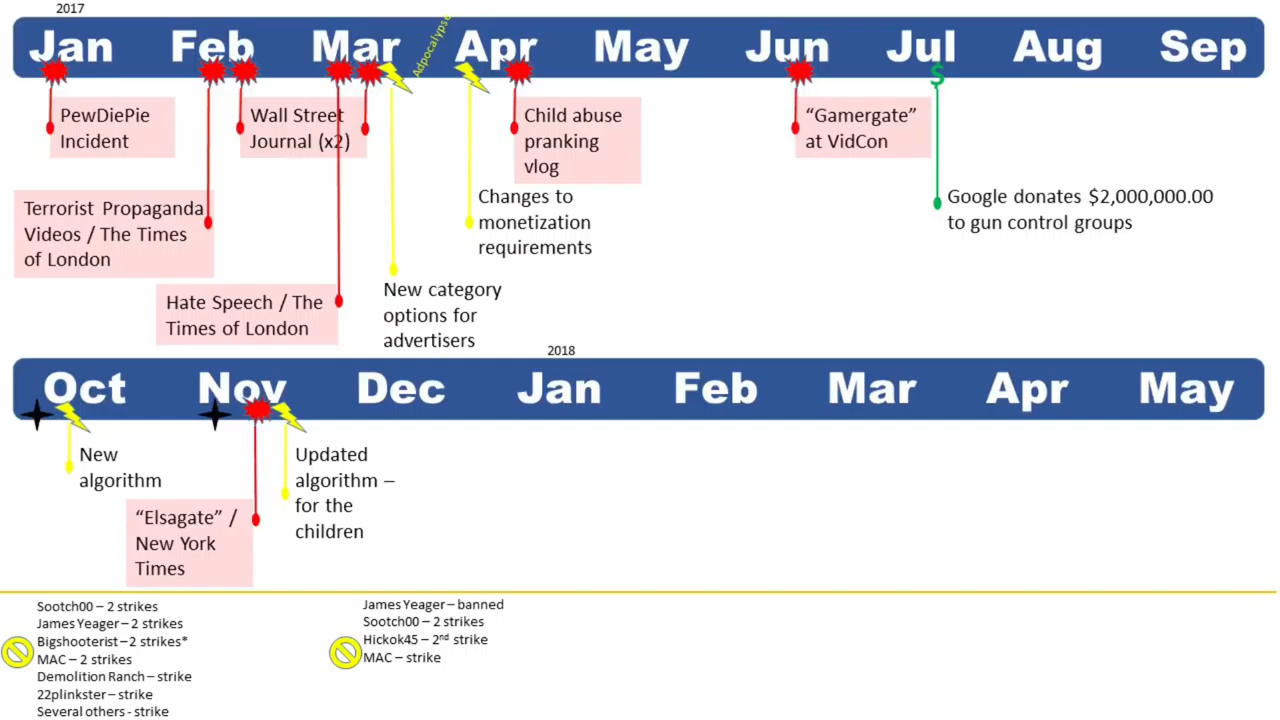 2017
Jan Feb Mar Adpocalypse Apr May Jun Jul Aug Sep
$
PewDiePie
Incident
Wall Street
Journal (x2)
Child abuse
pranking
vlog
“Gamergate”
at VidCon
Terrorist Propaganda
Videos / The Times
of London
Changes to
monetization
requirements
Google donates $2,000,000.00
to gun control groups
Hate Speech / The
Times of London
New category
options for
advertisers
2018
Oct Nov Dec Jan Feb Mar Apr May
New
algorithm
Updated
algorithm –
for the
children
“Elsagate” /
New York
Times
Sootch00 – 2 strikes
James Yeager – 2 strikes
Bigshooterist – 2 strikes*
MAC – 2 strikes
Demolition Ranch – strike
22plinkster – strike
Several others - strike
James Yeager – banned
Sootch00 – 2 strikes
Hickok45 – 2nd strike
MAC – strike